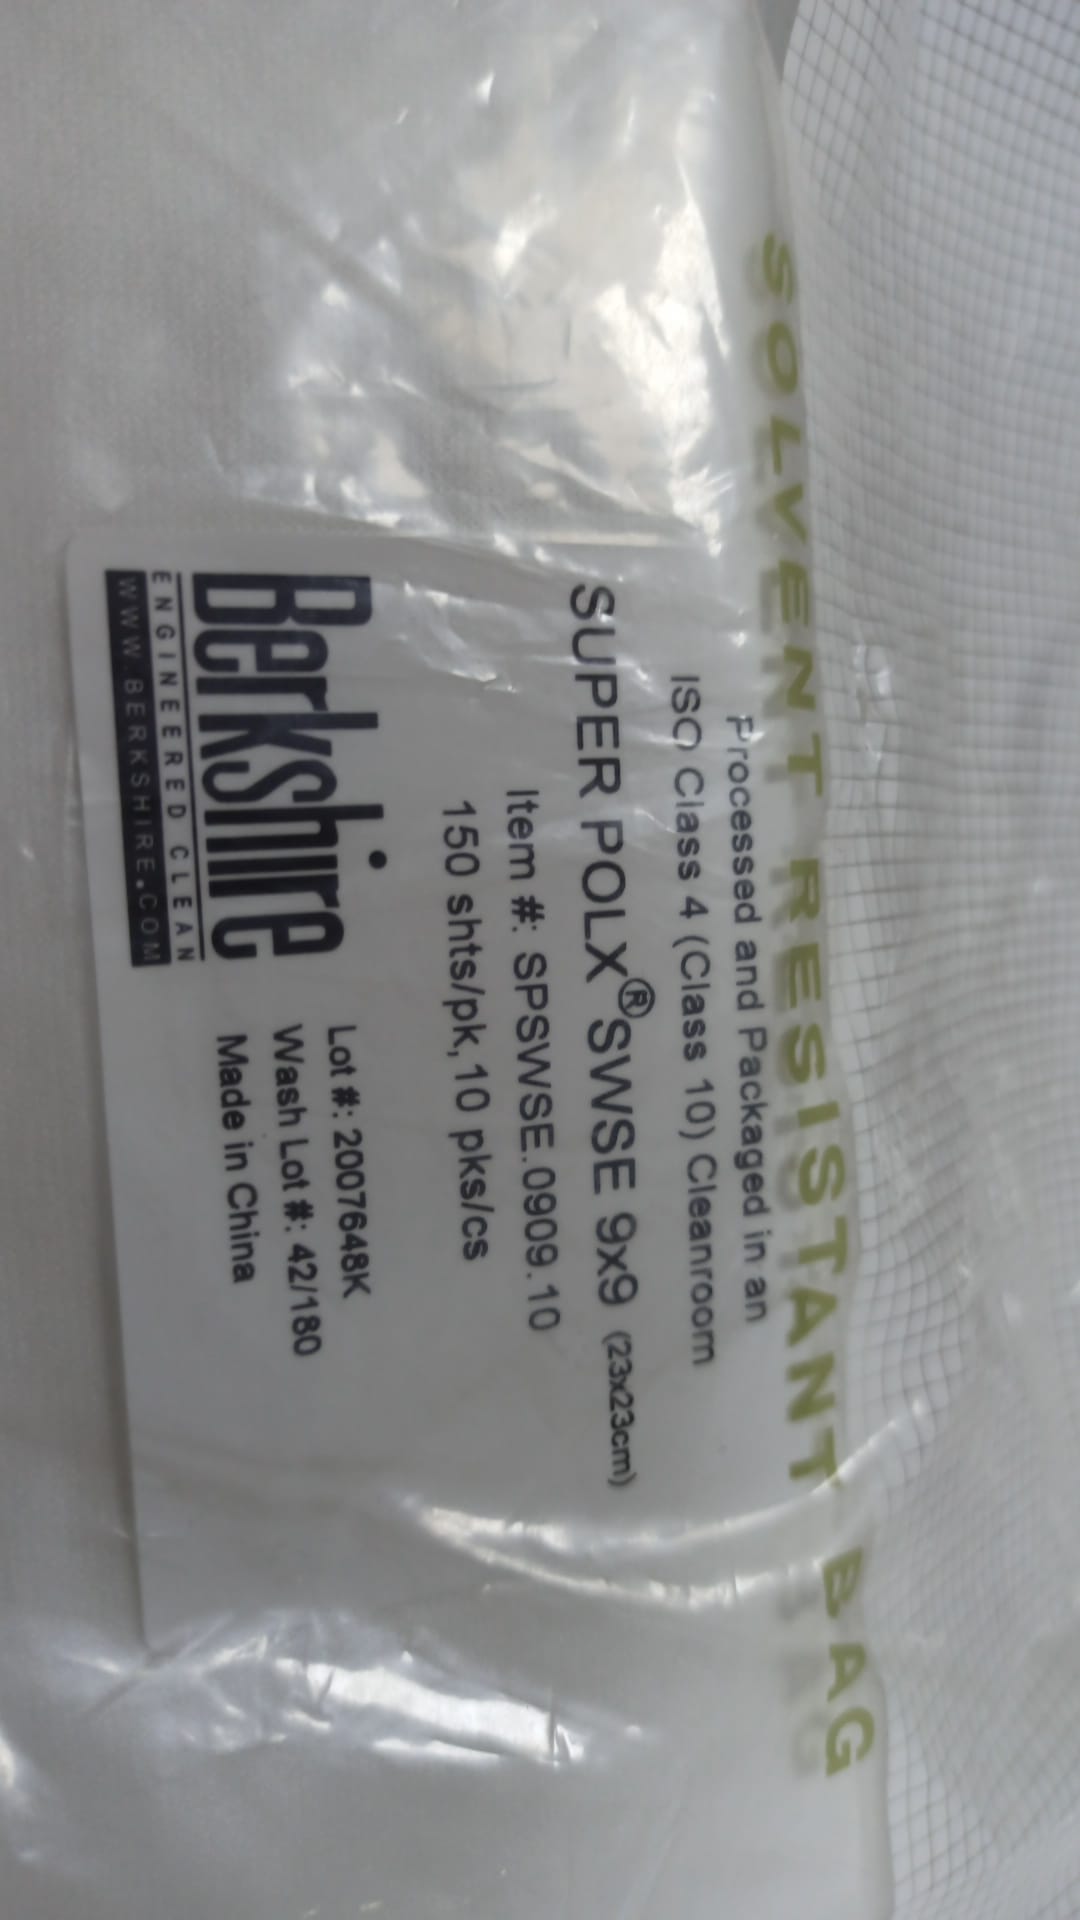 SOLVENT RESISTANT BAG
Processed and Packaged in an
ISO Class 4 (Class 10) Cleanroom
SUPER POLX® SWSE 9x9 (23x23cm)
Item #: SPSWSE.0909.10
150 shts/pk, 10 pks/cs
Berkshire
ENGINEERED CLEAN
WWW.BERKSHIRE.COM
Lot #: 2007648K
Wash Lot #: 42/180
Made in China